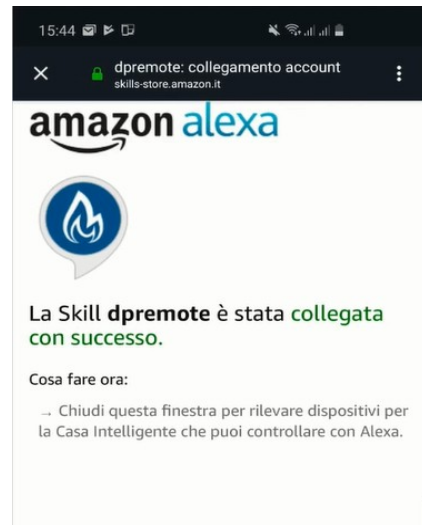 15:44
dpremote: collegamento account
skills-store.amazon.it
amazon alexa
La Skill dpremote è stata collegata
con successo.
Cosa fare ora:
→ Chiudi questa finestra per rilevare dispositivi per
la Casa Intelligente che puoi controllare con Alexa.